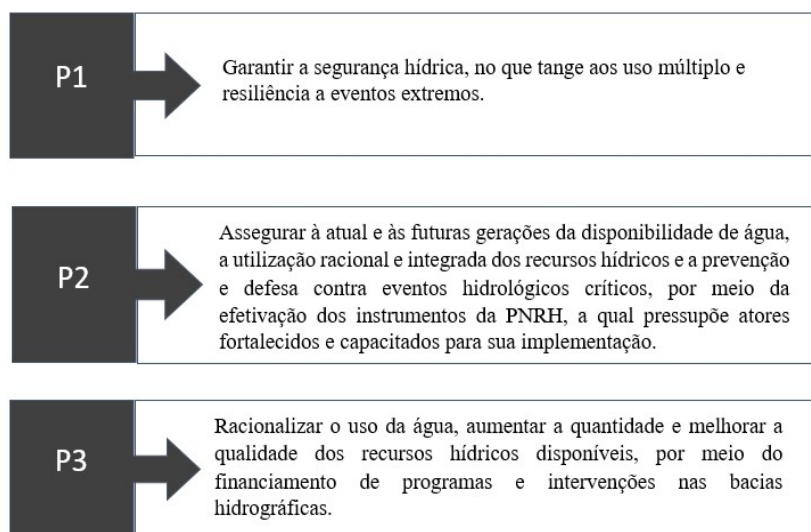 P1
Garantir a segurança hídrica, no que tange aos uso múltiplo e
resiliência a eventos extremos.
P2
Assegurar à atual e às futuras gerações da disponibilidade de água,
a utilização racional e integrada dos recursos hídricos e a prevenção
e defesa contra eventos hidrológicos críticos, por meio da
efetivação dos instrumentos da PNRH, a qual pressupõe atores
fortalecidos e capacitados para sua implementação.
P3
Racionalizar o uso da água, aumentar a quantidade e melhorar a
qualidade dos recursos hídricos disponíveis, por meio do
financiamento de programas e intervenções nas bacias
hidrográficas.